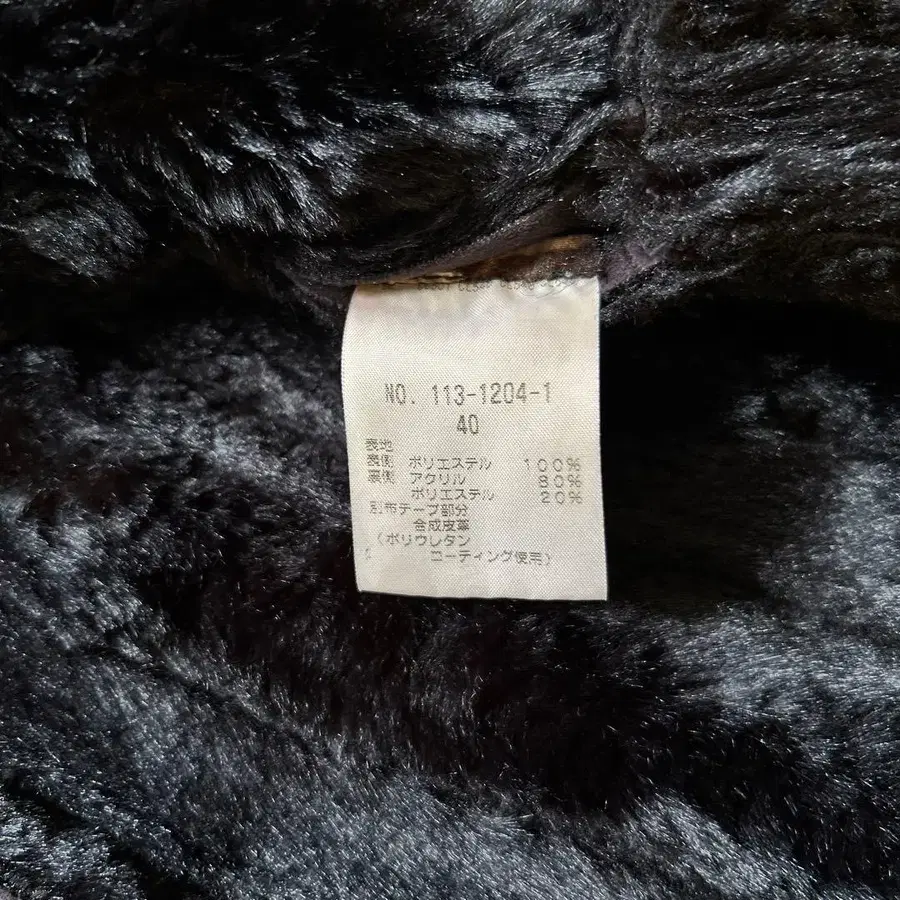 NO. 113-1204-1
40
表地
表側 ポリエステル 100%
裏側 アクリル 80%
ポリエステル 20%
別布テープ部分
合成皮革
(ポリウレタン
コーティング使用)